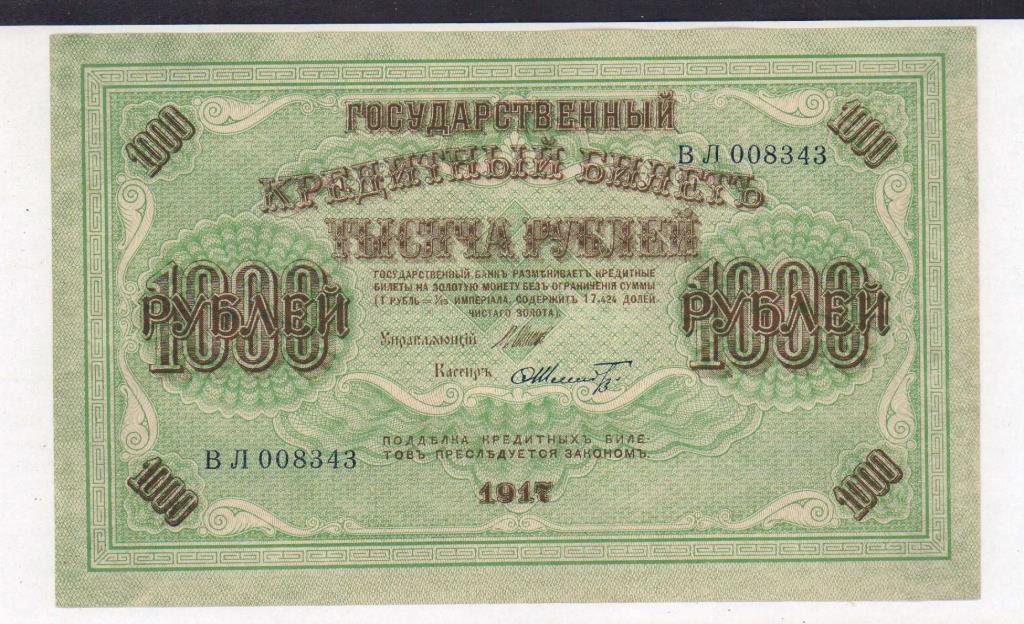 1000
1000
ГОСУДАРСТВЕННЫЙ
ВЛ 008343
КРЕДИТНЫЙ БИЛЕТЪ
ТЫСЯЧА РУБЛЕЙ
ГОСУДАРСТВЕННЫЙ БАНКЪ РАЗМѢНИВАЕТЪ КРЕДИТНЫЕ
БИЛЕТЫ НА ЗОЛОТУЮ МОНЕТУ БЕЗЪ ОГРАНИЧЕНІЯ СУММЫ
(1 РУБЛЬ = 1/15 ИМПЕРІАЛА, СОДЕРЖИТЪ 17,424 ДОЛЕЙ
ЧИСТАГО ЗОЛОТА).
1000
РУБЛЕЙ
1000
РУБЛЕЙ
Управляющій
Кассиръ
ПОДДѢЛКА КРЕДИТНЫХЪ БИЛЕ-
ТОВЪ ПРЕСЛѢДУЕТСЯ ЗАКОНОМЪ.
ВЛ 008343
1917
1000
1000